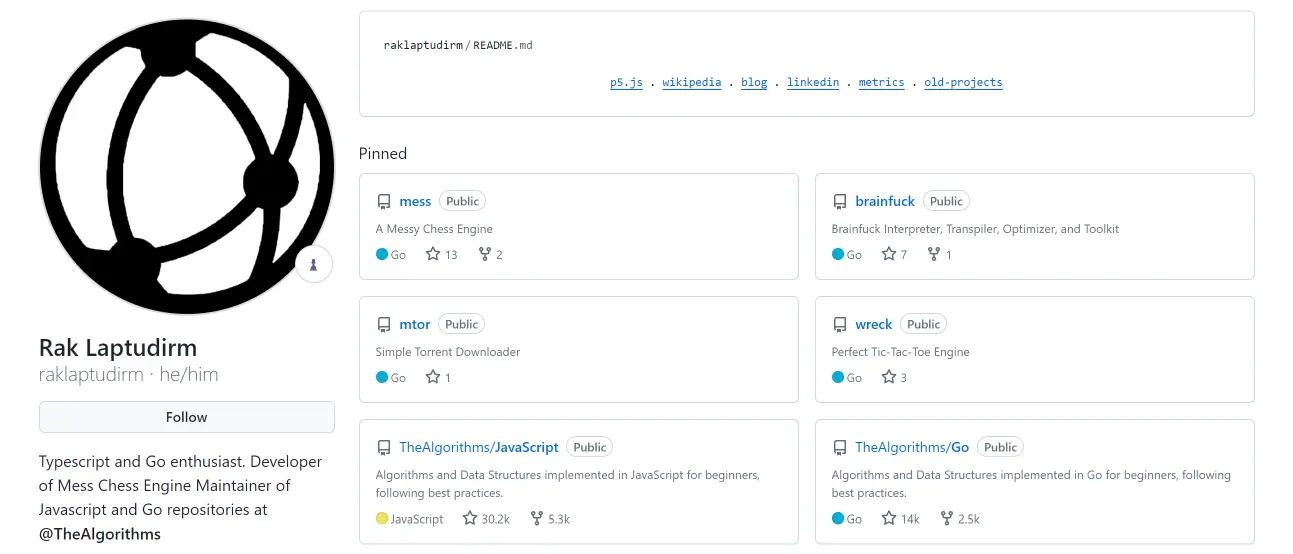 Rak Laptudirm
raklaptudirm · he/him
Follow
Typescript and Go enthusiast. Developer
of Mess Chess Engine Maintainer of
Javascript and Go repositories at
@TheAlgorithms
raklaptudirm / README.md
p5.js . wikipedia . blog . linkedin . metrics . old-projects
Pinned
mess Public
A Messy Chess Engine
Go 13 2
brainfuck Public
Brainfuck Interpreter, Transpiler, Optimizer, and Toolkit
Go 7 1
mtor Public
Simple Torrent Downloader
Go 1
wreck Public
Perfect Tic-Tac-Toe Engine
Go 3
TheAlgorithms/JavaScript Public
Algorithms and Data Structures implemented in JavaScript for beginners,
following best practices.
JavaScript 30.2k 5.3k
TheAlgorithms/Go Public
Algorithms and Data Structures implemented in Go for beginners, following
best practices.
Go 14k 2.5k